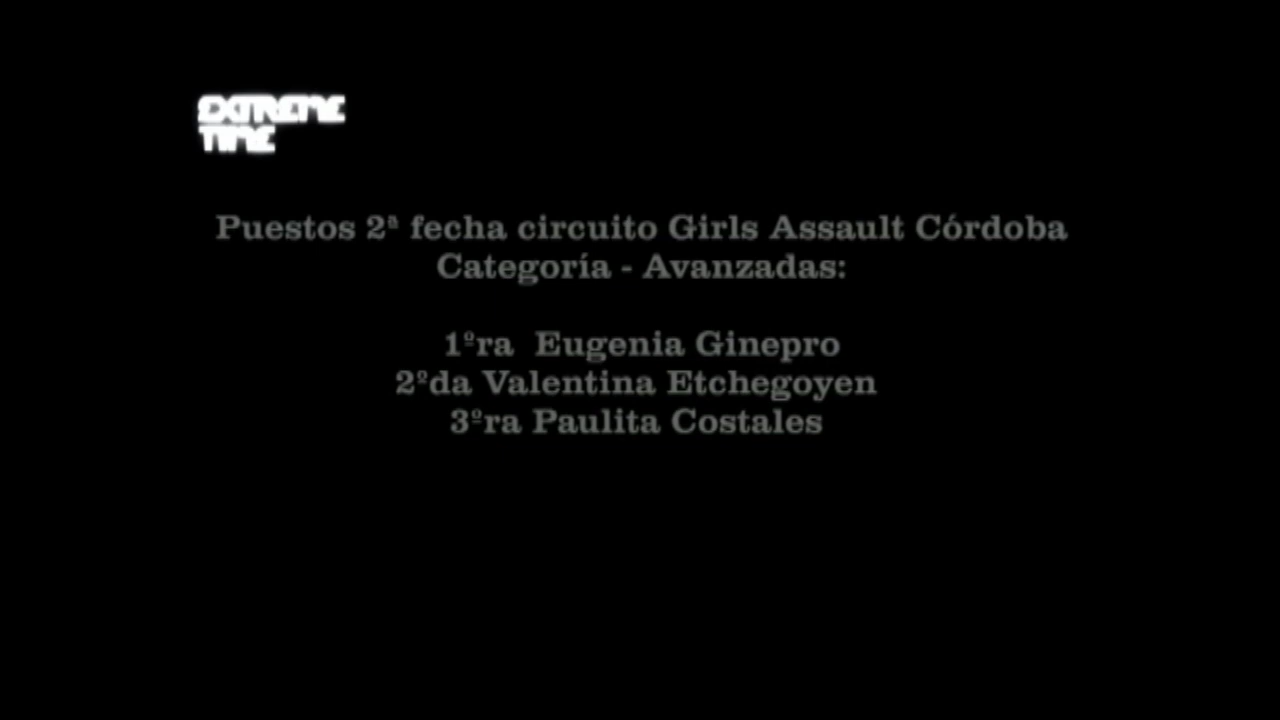 EXTREME
TIME
Puestos 2ª fecha circuito Girls Assault Córdoba
Categoría - Avanzadas:
1ºra Eugenia Ginepro
2ºda Valentina Etchegoyen
3ºra Paulita Costales